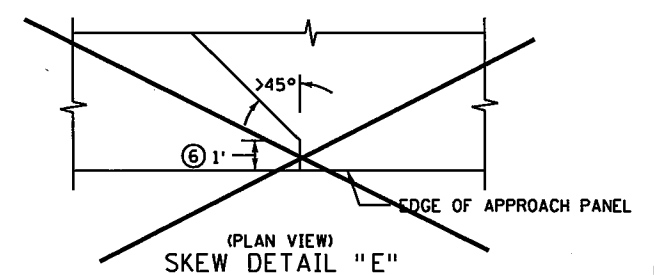 >45°
⑥ 1'
EDGE OF APPROACH PANEL
(PLAN VIEW)
SKEW DETAIL "E"